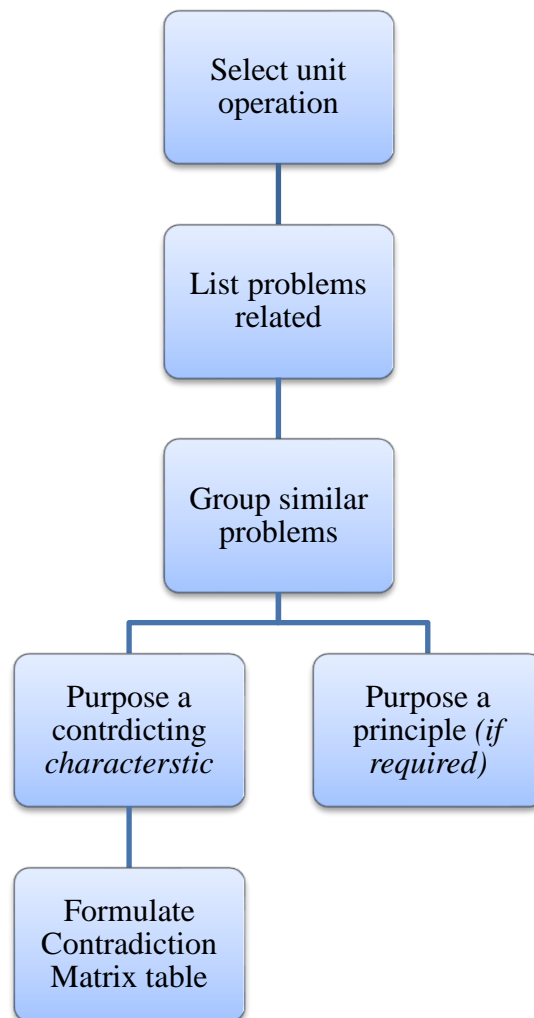 Select unit
operation
List problems
related
Group similar
problems
Purpose a
contrdicting
characterstic
Purpose a
principle (if
required)
Formulate
Contradiction
Matrix table